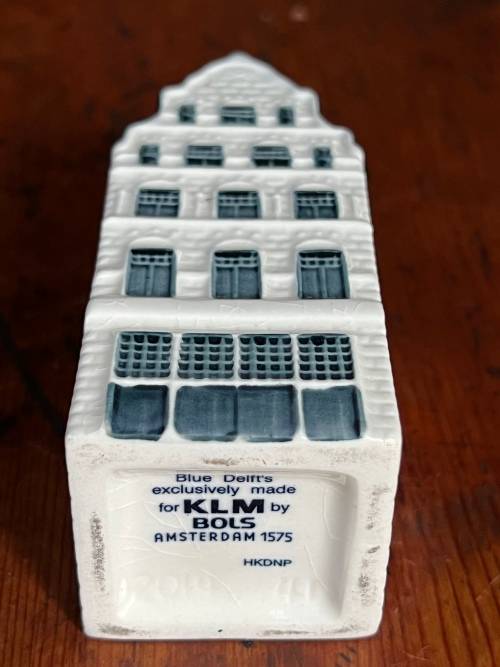 Blue Delft's
exclusively made
for KLM by
BOLS
AMSTERDAM 1575
HKDNP